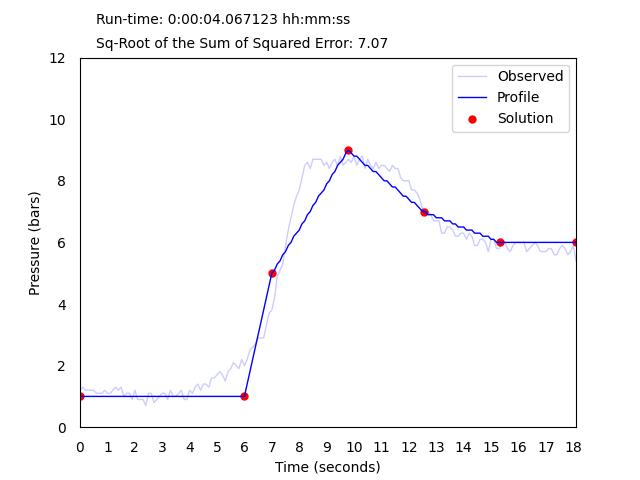 Run-time: 0:00:04.067123 hh:mm:ss
Sq-Root of the Sum of Squared Error: 7.07
12
10
8
6
4
2
0
Pressure (bars)
Observed
Profile
Solution
0 1 2 3 4 5 6 7 8 9 10 11 12 13 14 15 16 17 18
Time (seconds)